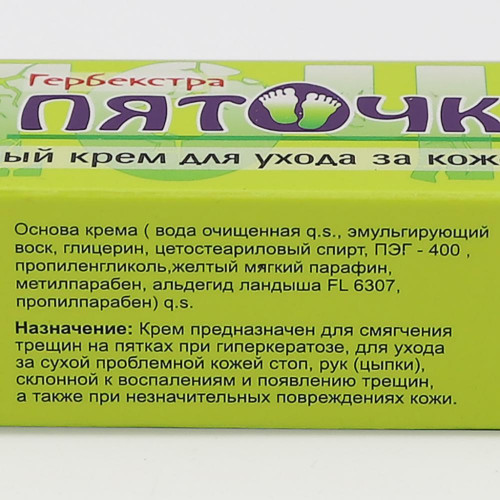 Гербекстра
ПЯТОЧК
ый крем для ухода за кож
Основа крема ( вода очищенная q.s., эмульгирующий
воск, глицерин, цетостеариловый спирт, ПЭГ - 400 ,
пропиленгликоль,желтый мягкий парафин,
метилпарабен, альдегид ландыша FL 6307,
пропилпарабен) q.s.
Назначение: Крем предназначен для смягчения
трещин на пятках при гиперкератозе, для ухода
за сухой проблемной кожей стоп, рук (цыпки),
склонной к воспалениям и появлению трещин,
а также при незначительных повреждениях кожи.